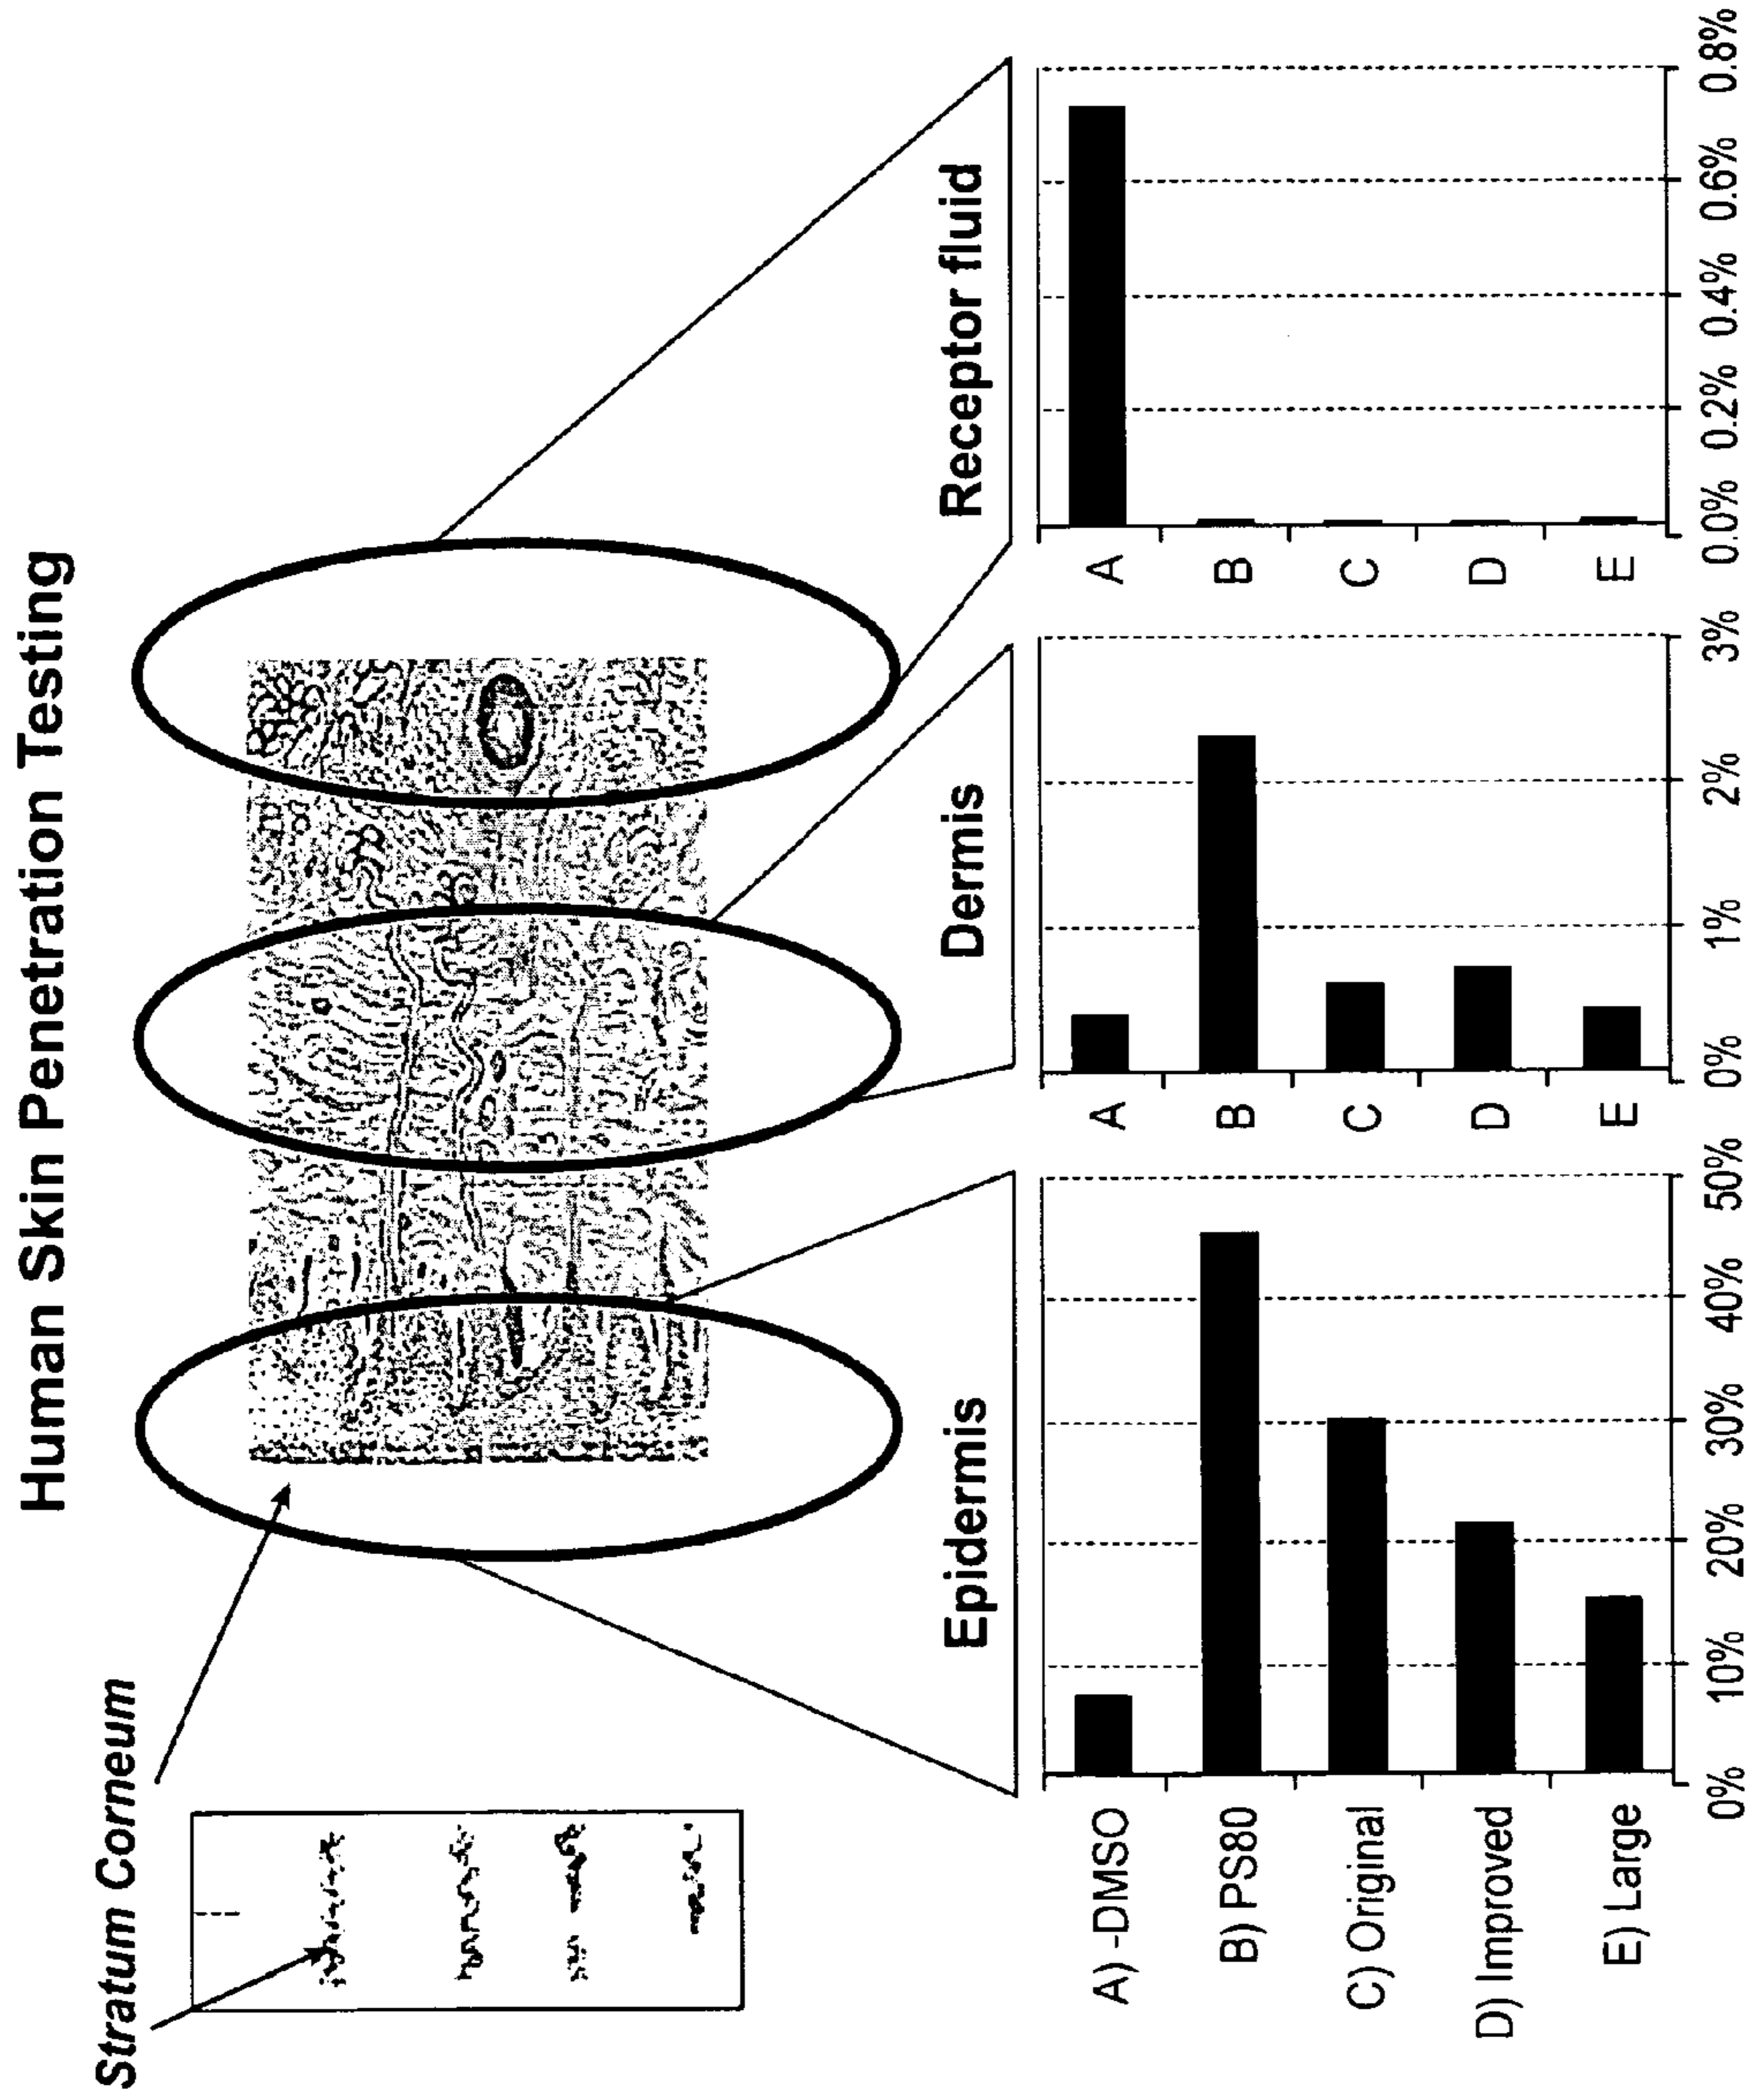 Human Skin Penetration Testing
Stratum Corneum
Epidermis
A) -DMSO
B) PS80
C) Original
D) Improved
E) Large
0% 10% 20% 30% 40% 50%
Dermis
A
B
C
D
E
0% 1% 2% 3%
Receptor fluid
A
B
C
D
E
0.0% 0.2% 0.4% 0.6% 0.8%